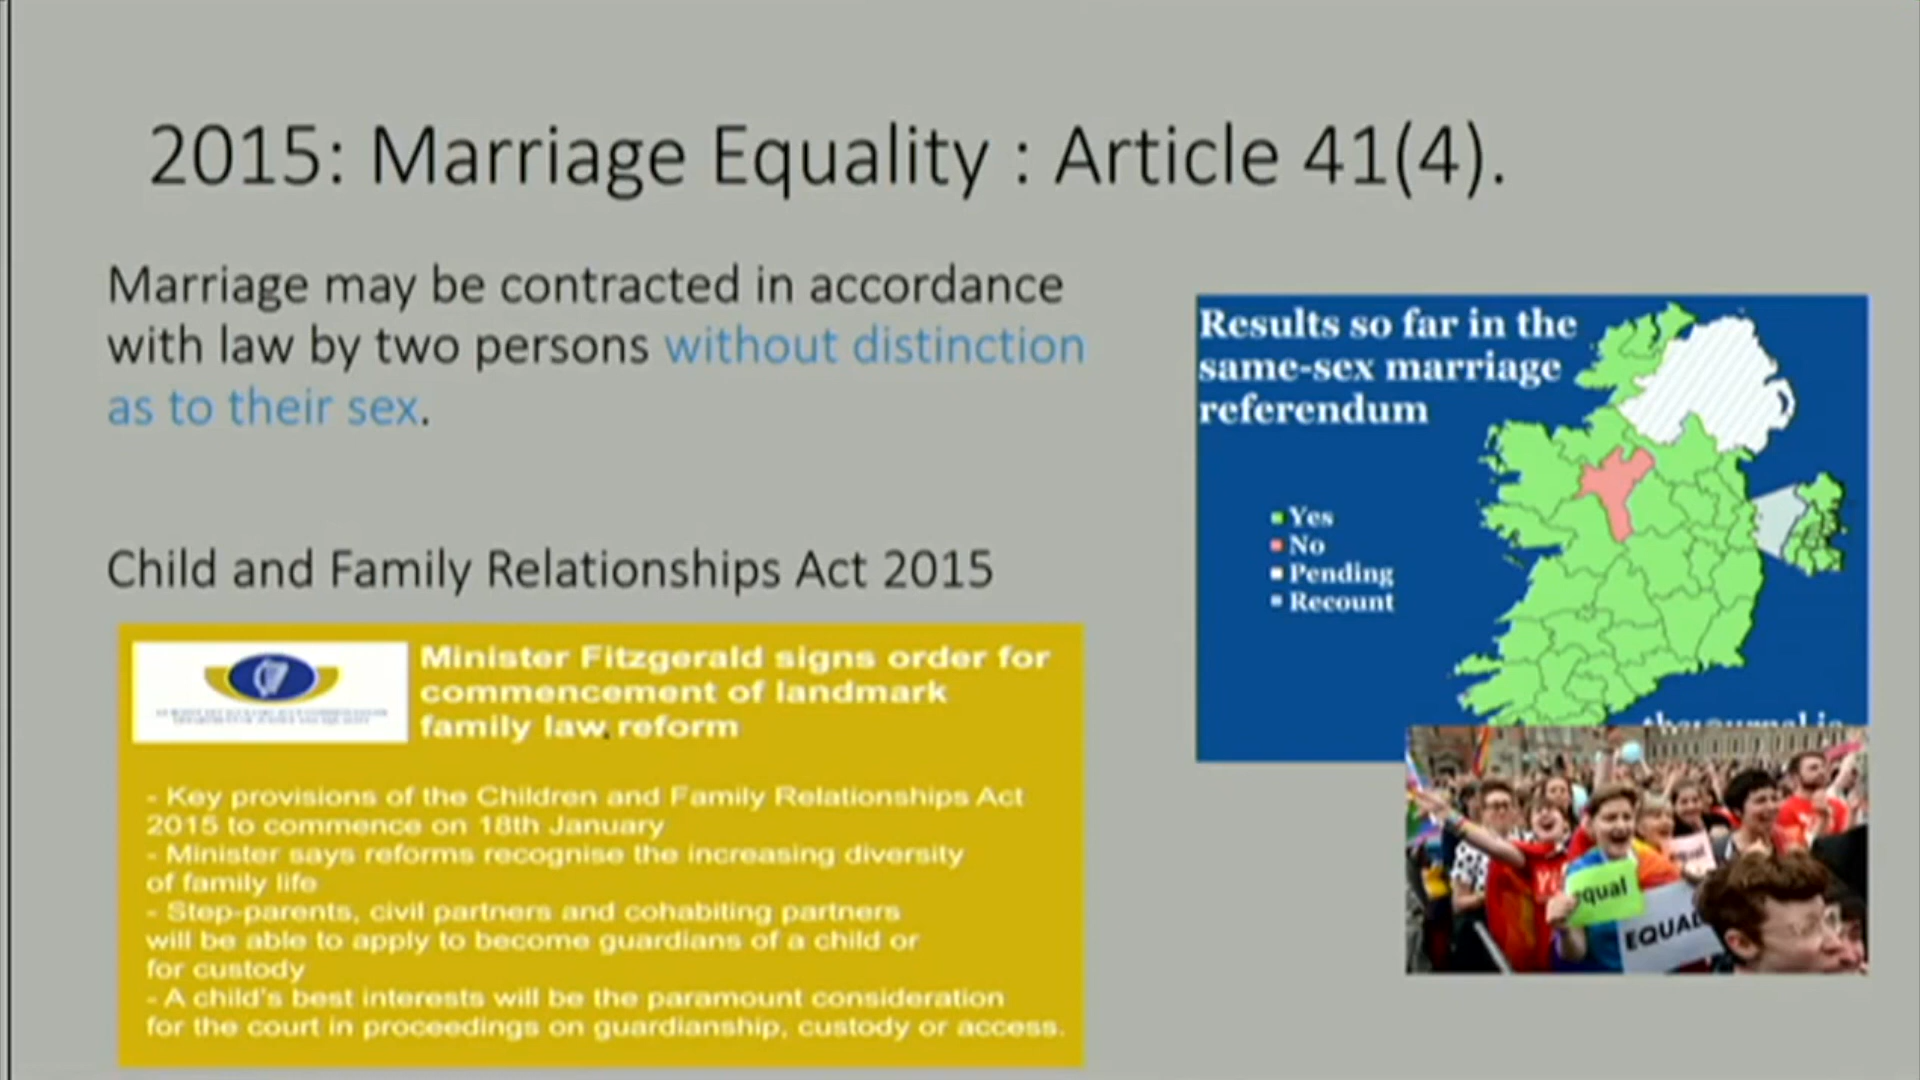 2015: Marriage Equality : Article 41(4).
Marriage may be contracted in accordance
with law by two persons without distinction
as to their sex.
Child and Family Relationships Act 2015
Minister Fitzgerald signs order for
commencement of landmark
family law reform
- Key provisions of the Children and Family Relationships Act
2015 to commence on 18th January
- Minister says reforms recognise the increasing diversity
of family life
- Step-parents, civil partners and cohabiting partners
will be able to apply to become guardians of a child or
for custody
- A child's best interests will be the paramount consideration
for the court in proceedings on guardianship, custody or access.
Results so far in the
same-sex marriage
referendum
Yes
No
Pending
Recount
thejournal.ie
equal
EQUAL